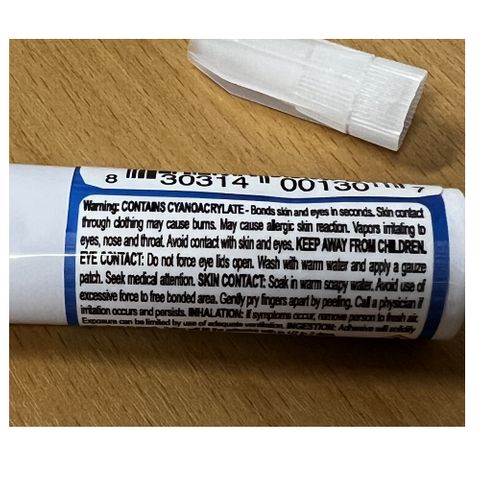 8 30314 00130 7
Warning: CONTAINS CYANOACRYLATE - Bonds skin and eyes in seconds. Skin contact
through clothing may cause burns. May cause allergic skin reaction. Vapors irritating to
eyes, nose and throat. Avoid contact with skin and eyes. KEEP AWAY FROM CHILDREN.
EYE CONTACT: Do not force eye lids open. Wash with warm water and apply a gauze
patch. Seek medical attention. SKIN CONTACT: Soak in warm soapy water. Avoid use of
excessive force to free bonded area. Gently pry fingers apart by peeling. Call a physician if
irritation occurs and persists. INHALATION: If symptoms occur, remove person to fresh air.
Exposure can be limited by use of adequate ventilation. INGESTION: Adhesive will solidify